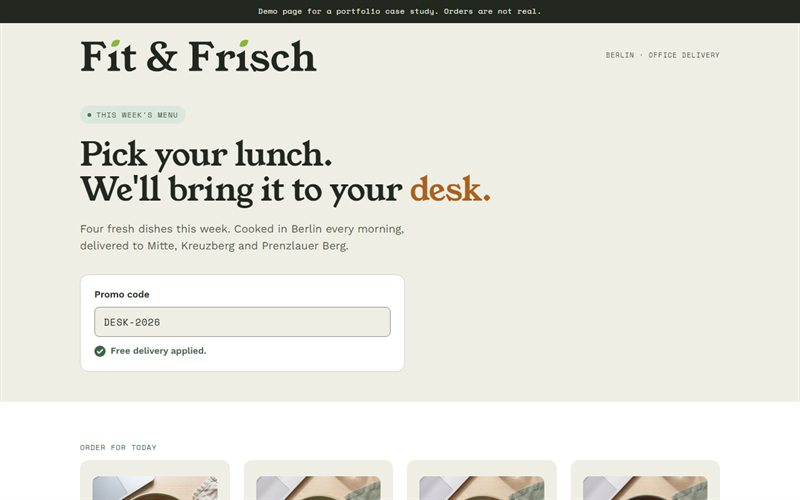 Demo page for a portfolio case study. Orders are not real.
Fit & Frisch
BERLIN · OFFICE DELIVERY
THIS WEEK'S MENU
Pick your lunch.
We'll bring it to your desk.
Four fresh dishes this week. Cooked in Berlin every morning,
delivered to Mitte, Kreuzberg and Prenzlauer Berg.
Promo code
DESK-2026
Free delivery applied.
ORDER FOR TODAY